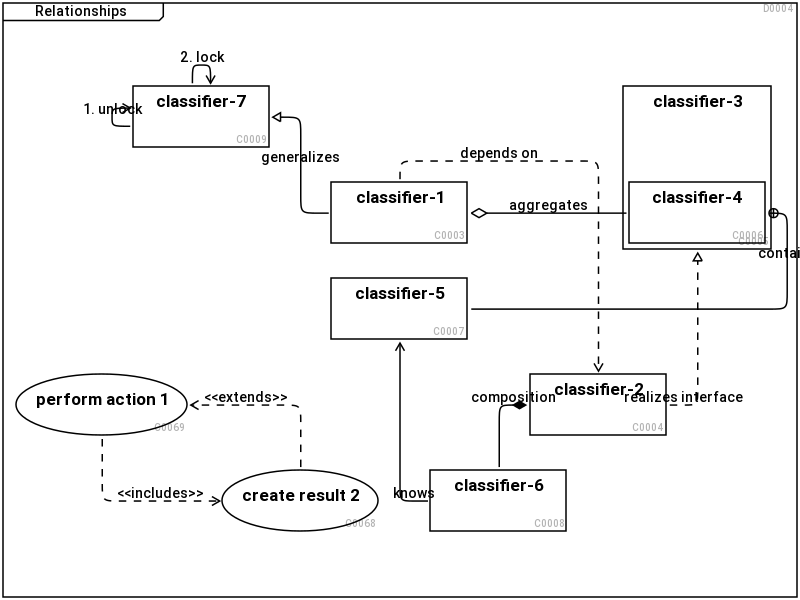 Relationships
D0004
2. lock
classifier-7
1. unlock
C0009
classifier-3
generalizes
depends on
classifier-1
aggregates
classifier-4
C0003
C0006
contai
classifier-5
C0007
perform action 1
<<extends>>
C0069
composition
classifier-2
realizes interface
C0004
<<includes>>
create result 2
C0068
knows
classifier-6
C0008